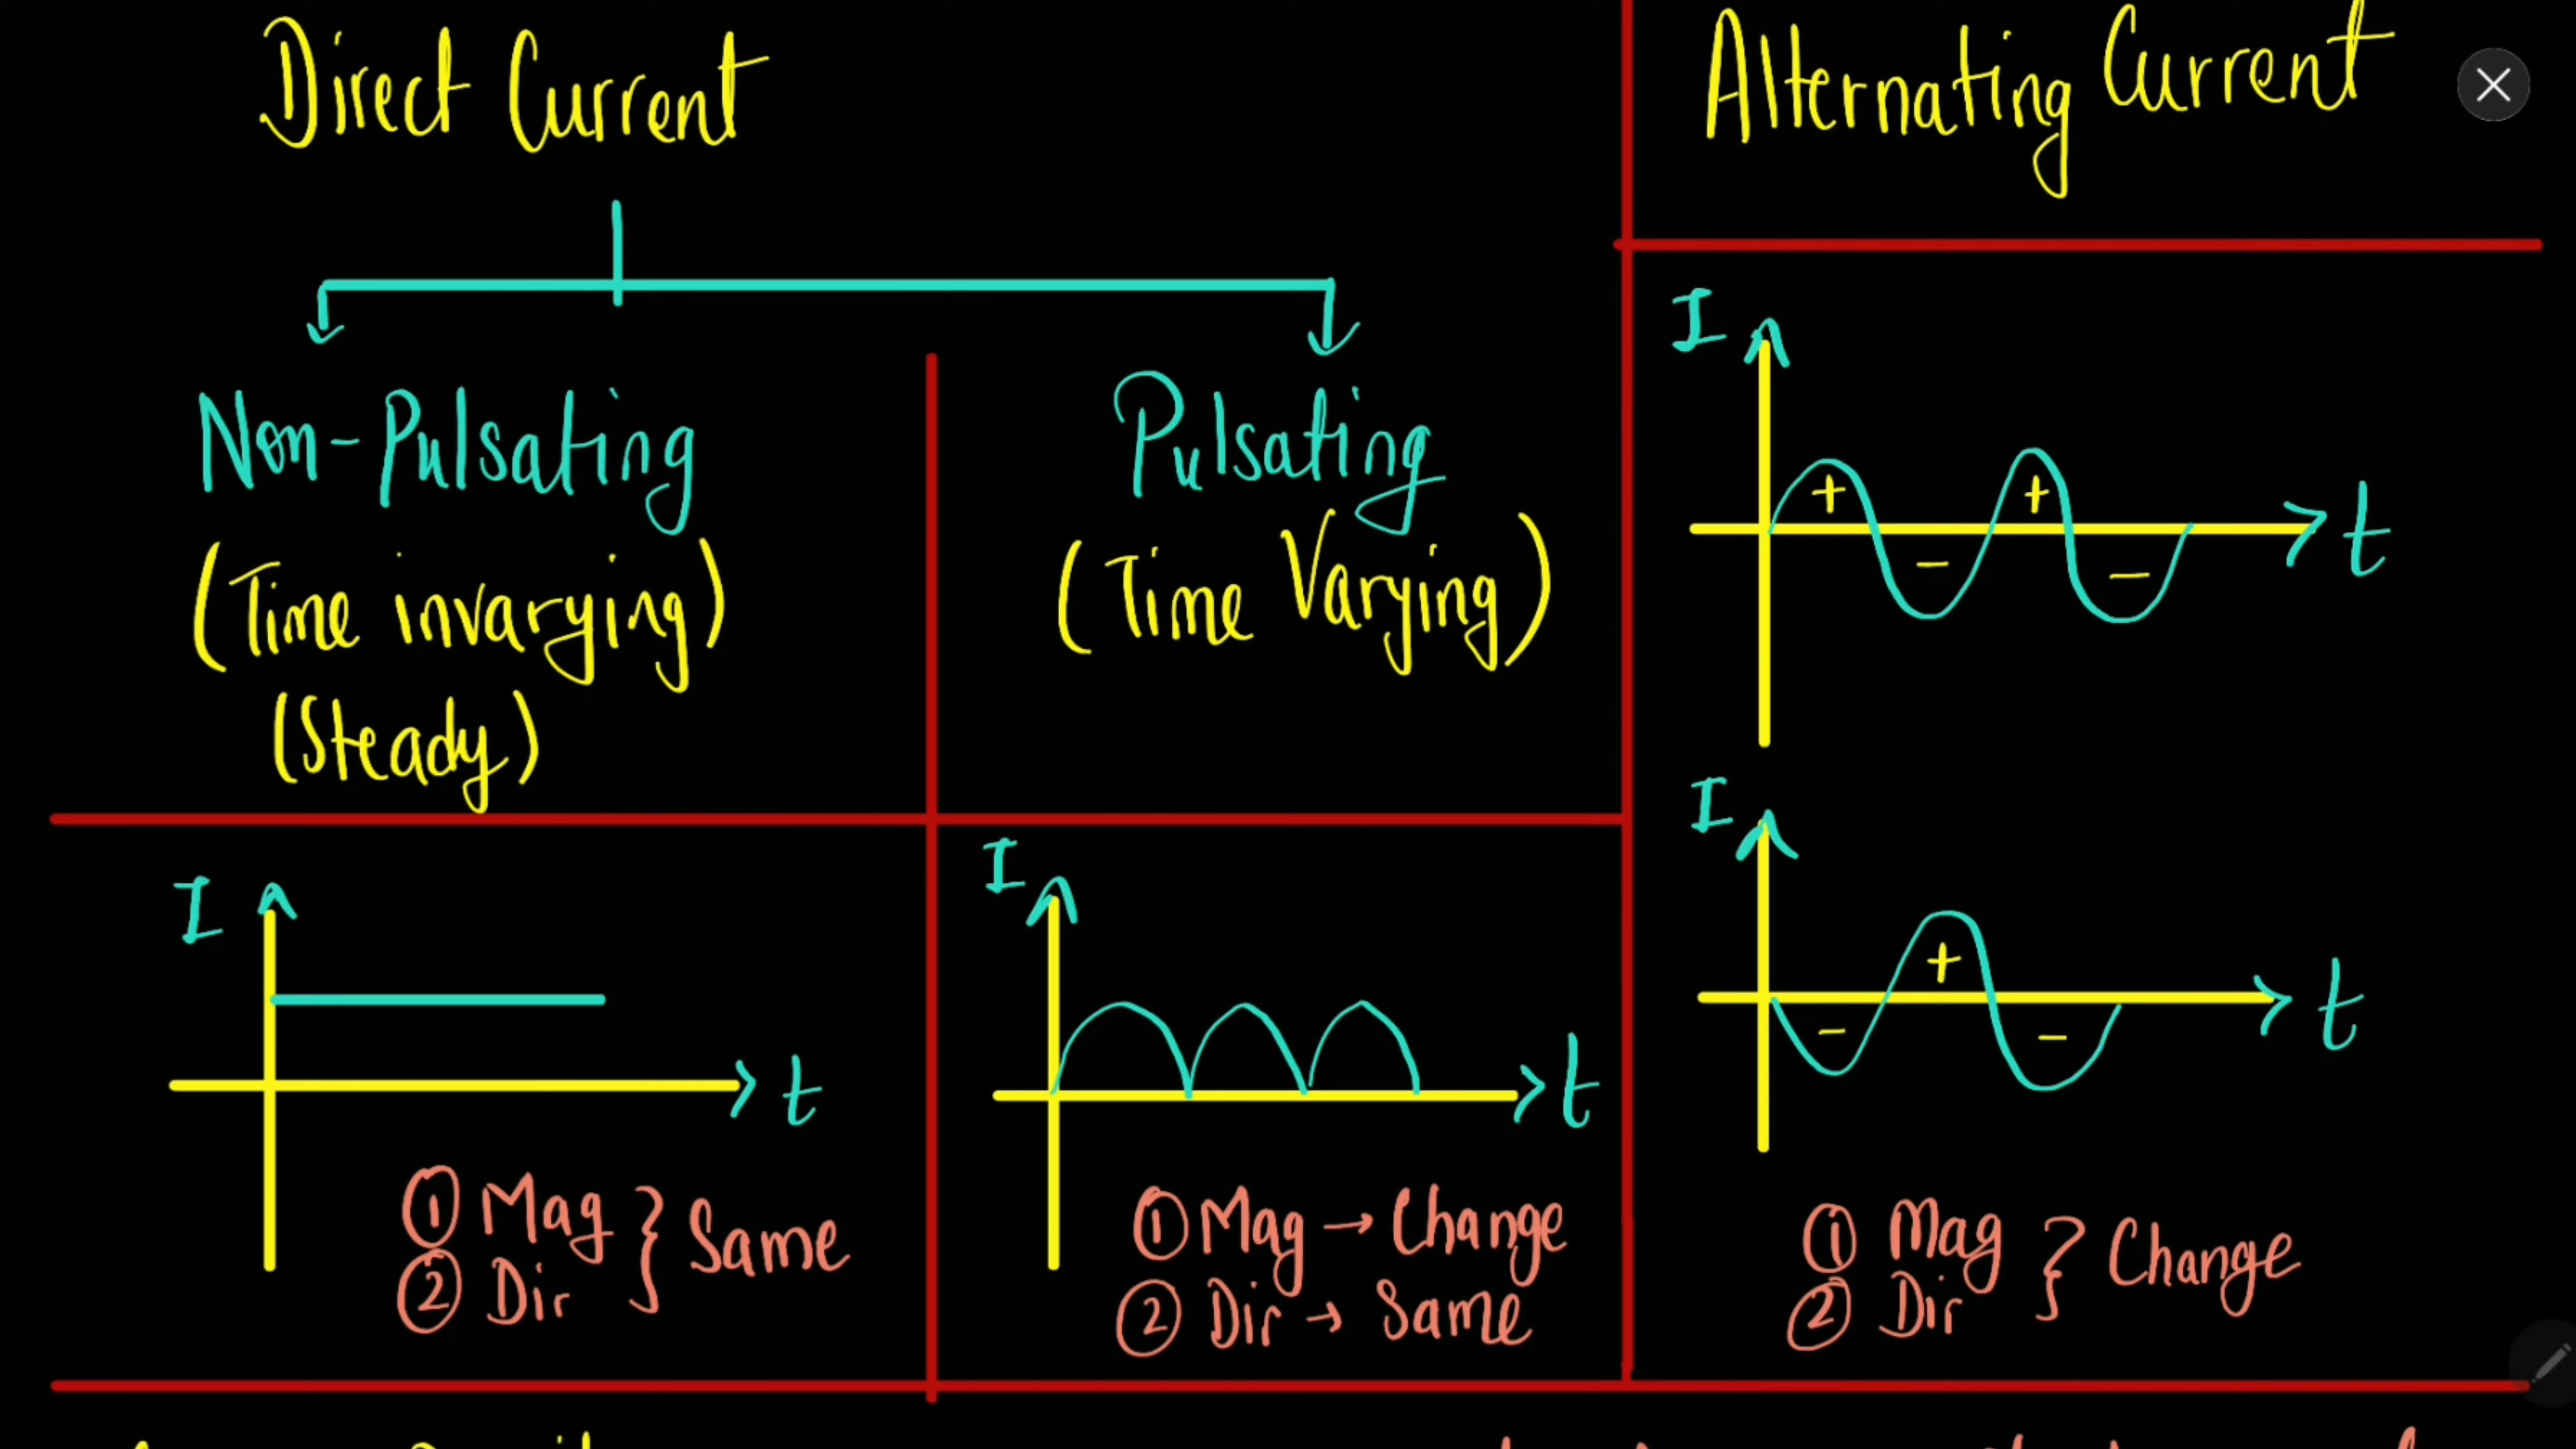 Direct Current
Alternating Current
Non-Pulsating
(Time invarying)
(Steady)
Pulsating
(Time Varying)
I
t
① Mag } Same
② Dir
I
t
① Mag → Change
② Dir → Same
I
+ - + -
t
I
- + -
t
① Mag } Change
② Dir